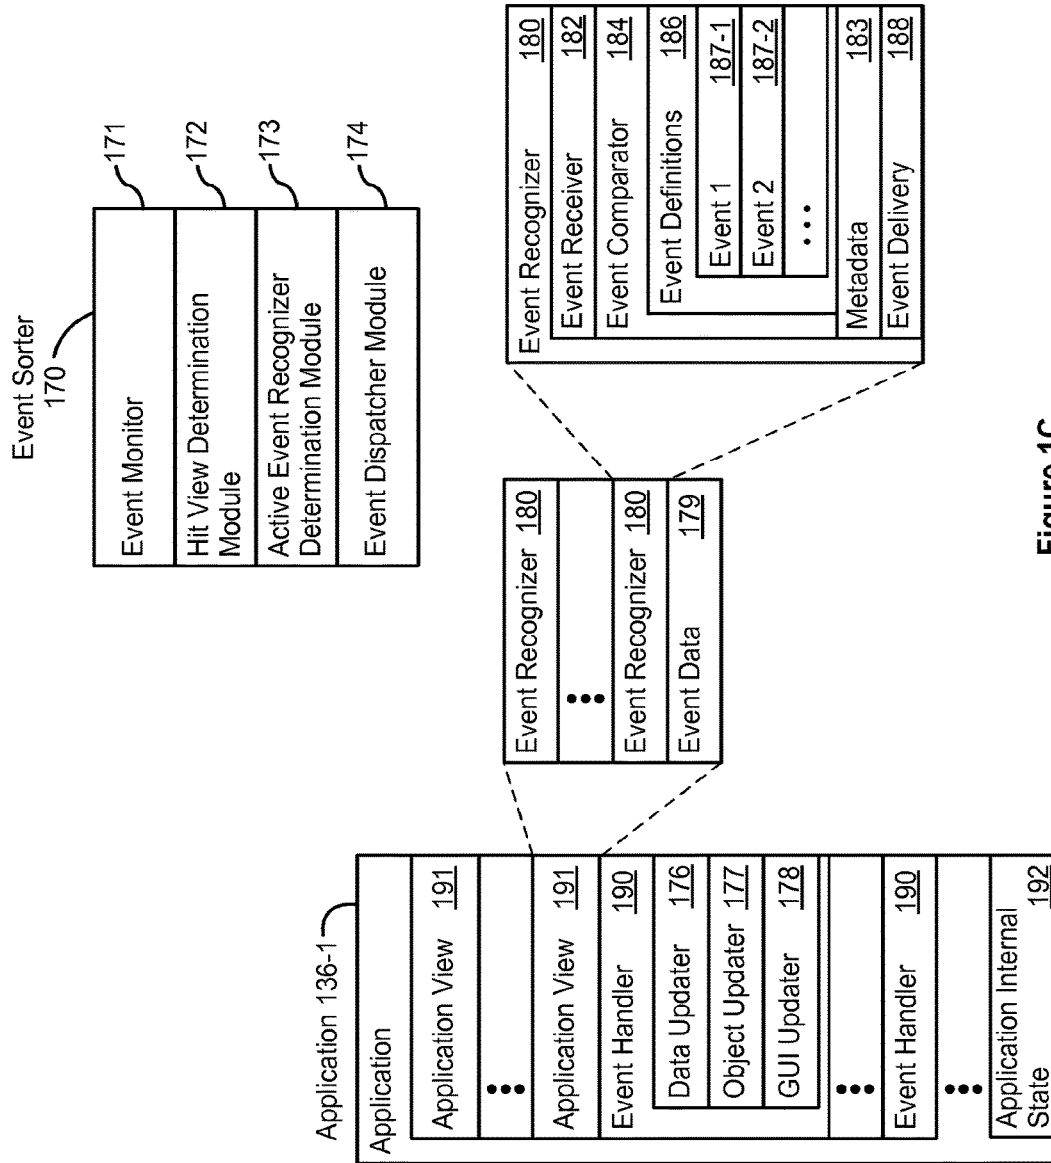 Event Sorter
170
Event Monitor
171
Hit View Determination
Module
172
Active Event Recognizer
Determination Module
173
Event Dispatcher Module
174
Application 136-1
Application
Application View 191
•••
Application View 191
Event Handler 190
Data Updater 176
Object Updater 177
GUI Updater 178
•••
Event Handler 190
•••
Application Internal
State 192
Event Recognizer 180
•••
Event Recognizer 180
Event Data 179
Event Recognizer 180
Event Receiver 182
Event Comparator 184
Event Definitions 186
Event 1 187-1
Event 2 187-2
•••
Metadata 183
Event Delivery 188
Figure 1C